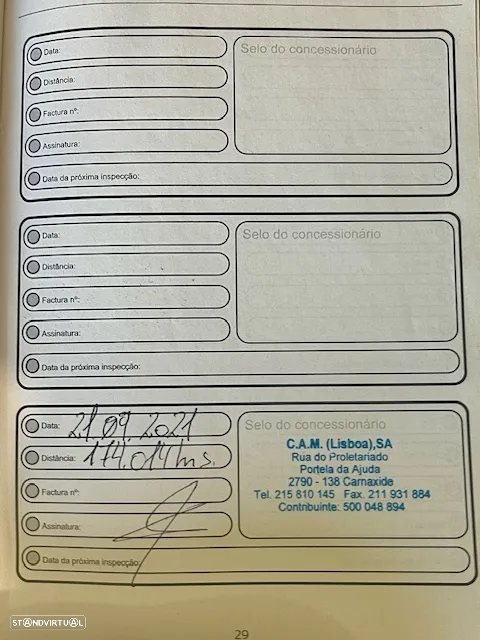 Data:
Selo do concessionário
Distância:
Factura nº:
Assinatura:
Data da próxima inspecção:
Data:
Selo do concessionário
Distância:
Factura nº:
Assinatura:
Data da próxima inspecção:
Data: 21.09.2021
Selo do concessionário
Distância: 174.014 kms.
C.A.M. (Lisboa),SA
Rua do Proletariado
Portela da Ajuda
2790 - 138 Carnaxide
Tel. 215 810 145 Fax. 211 931 884
Contribuinte: 500 048 894
Factura nº:
Assinatura:
Data da próxima inspecção:
STANDVIRTUAL
29